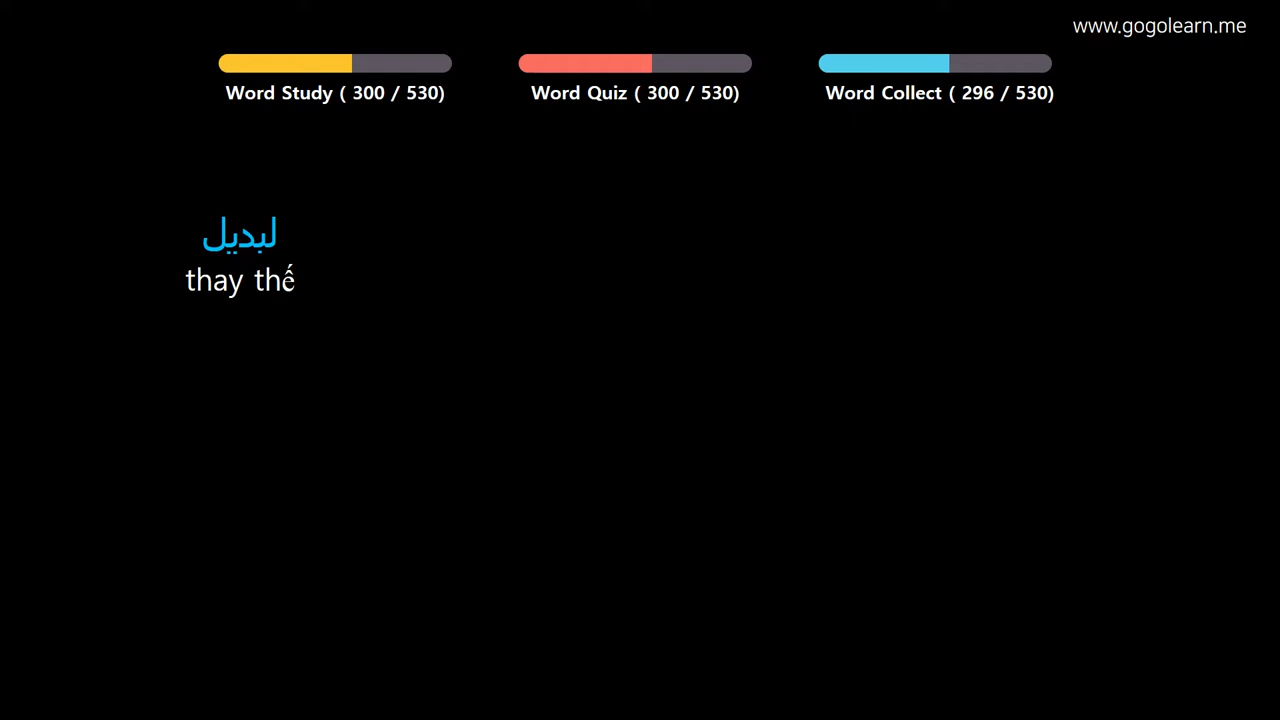 www.gogolearn.me
Word Study ( 300 / 530)
Word Quiz ( 300 / 530)
Word Collect ( 296 / 530)
لبديل
thay thế